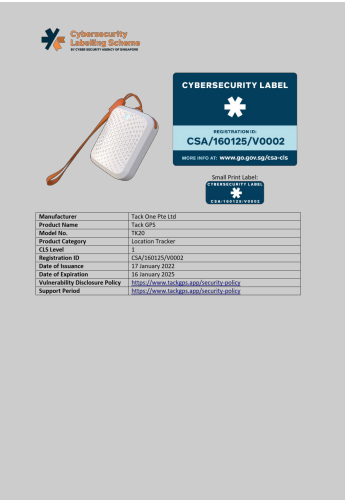 Cybersecurity
Labelling Scheme
BY CYBER SECURITY AGENCY OF SINGAPORE
CYBERSECURITY LABEL
REGISTRATION ID:
CSA/160125/V0002
MORE INFO AT: www.go.gov.sg/csa-cls
Small Print Label:
CYBERSECURITY LABEL
CSA/160125/V0002
Manufacturer Tack One Pte Ltd
Product Name Tack GPS
Model No. TK20
Product Category Location Tracker
CLS Level 1
Registration ID CSA/160125/V0002
Date of Issuance 17 January 2022
Date of Expiration 16 January 2025
Vulnerability Disclosure Policy https://www.tackgps.app/security-policy
Support Period https://www.tackgps.app/security-policy